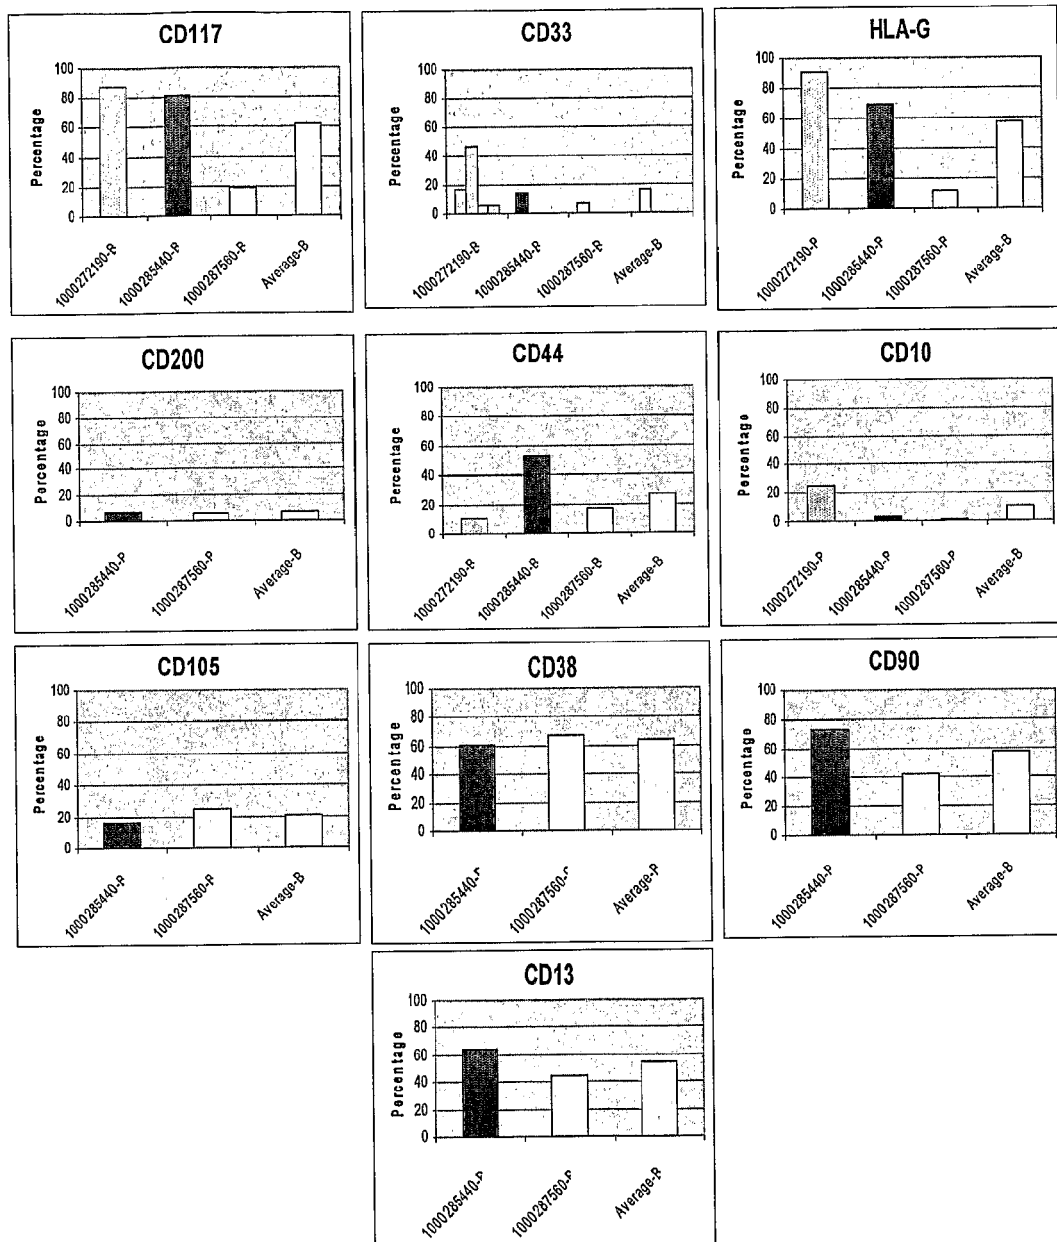 CD117
Percentage
100
80
60
40
20
0
1000272190-B
1000285440-B
1000287560-B
Average-B
CD33
Percentage
100
80
60
40
20
0
1000272190-B
1000285440-B
1000287560-B
Average-B
HLA-G
Percentage
100
80
60
40
20
0
1000272190-P
1000285440-P
1000287560-P
Average-B
CD200
Percentage
100
80
60
40
20
0
1000285440-P
1000287560-P
Average-B
CD44
Percentage
100
80
60
40
20
0
1000272190-B
1000285440-B
1000287560-B
Average-B
CD10
Percentage
100
80
60
40
20
0
1000272190-P
1000285440-P
1000287560-P
Average-B
CD105
Percentage
100
80
60
40
20
0
1000285440-P
1000287560-P
Average-B
CD38
Percentage
100
80
60
40
20
0
Average-B
CD90
Percentage
100
80
60
40
20
0
1000285440-P
1000287560-P
Average-B
CD13
Percentage
100
80
60
40
20
0
1000285440-P
1000287560-P
Average-B